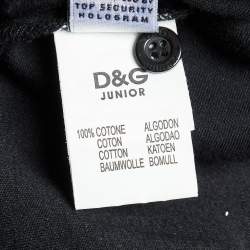 TOP SECURITY
HOLOGRAM
D&G
JUNIOR
100% COTONE ALGODON
COTON ALGODAO
COTTON KATOEN
BAUMWOLLE BOMULL